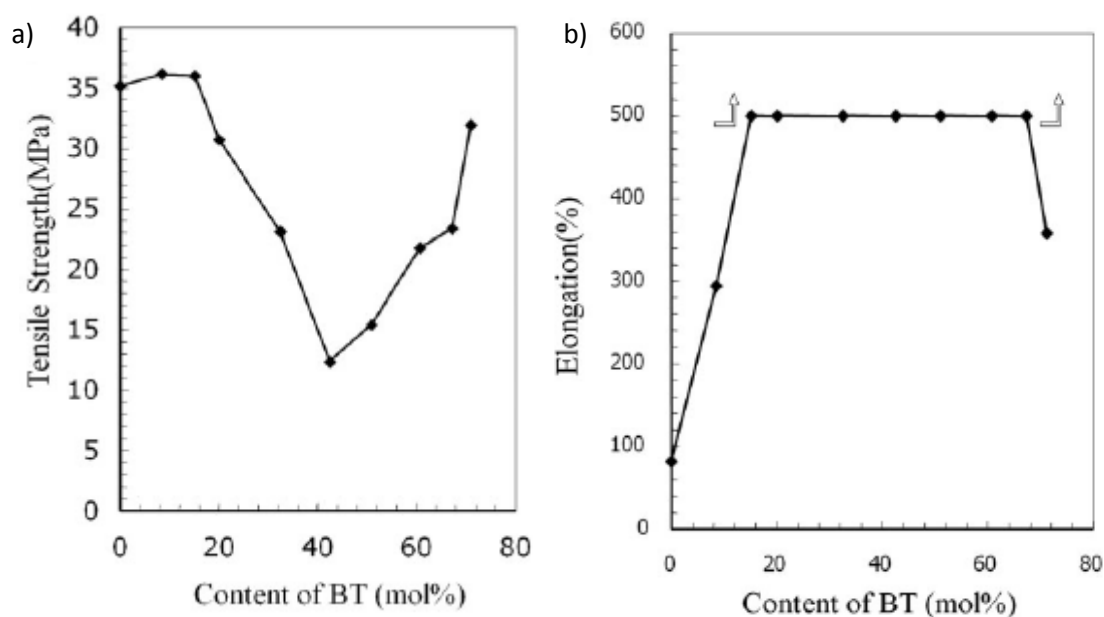 a)
Tensile Strength(MPa)
40
35
30
25
20
15
10
5
0
0 20 40 60 80
Content of BT (mol%)
b)
Elongation(%)
600
500
400
300
200
100
0
0 20 40 60 80
Content of BT (mol%)